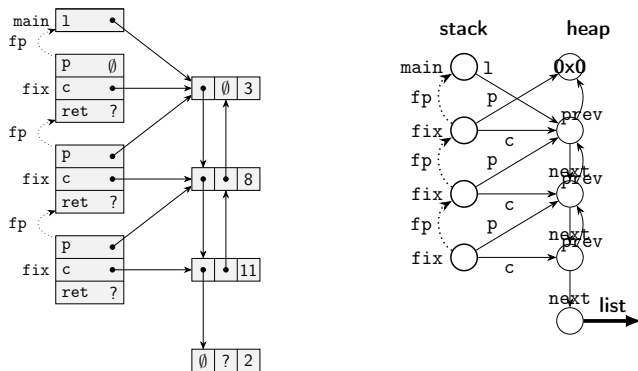 main l
fp
p ∅
fix c
ret ?
fp
p
fix c
ret ?
fp
p
fix c
ret ?
∅ 3
8
11
∅ ? 2
stack heap
main l 0x0
fp p prev
fix c
fp p next prev
fix c
fp p next prev
fix c
next
list